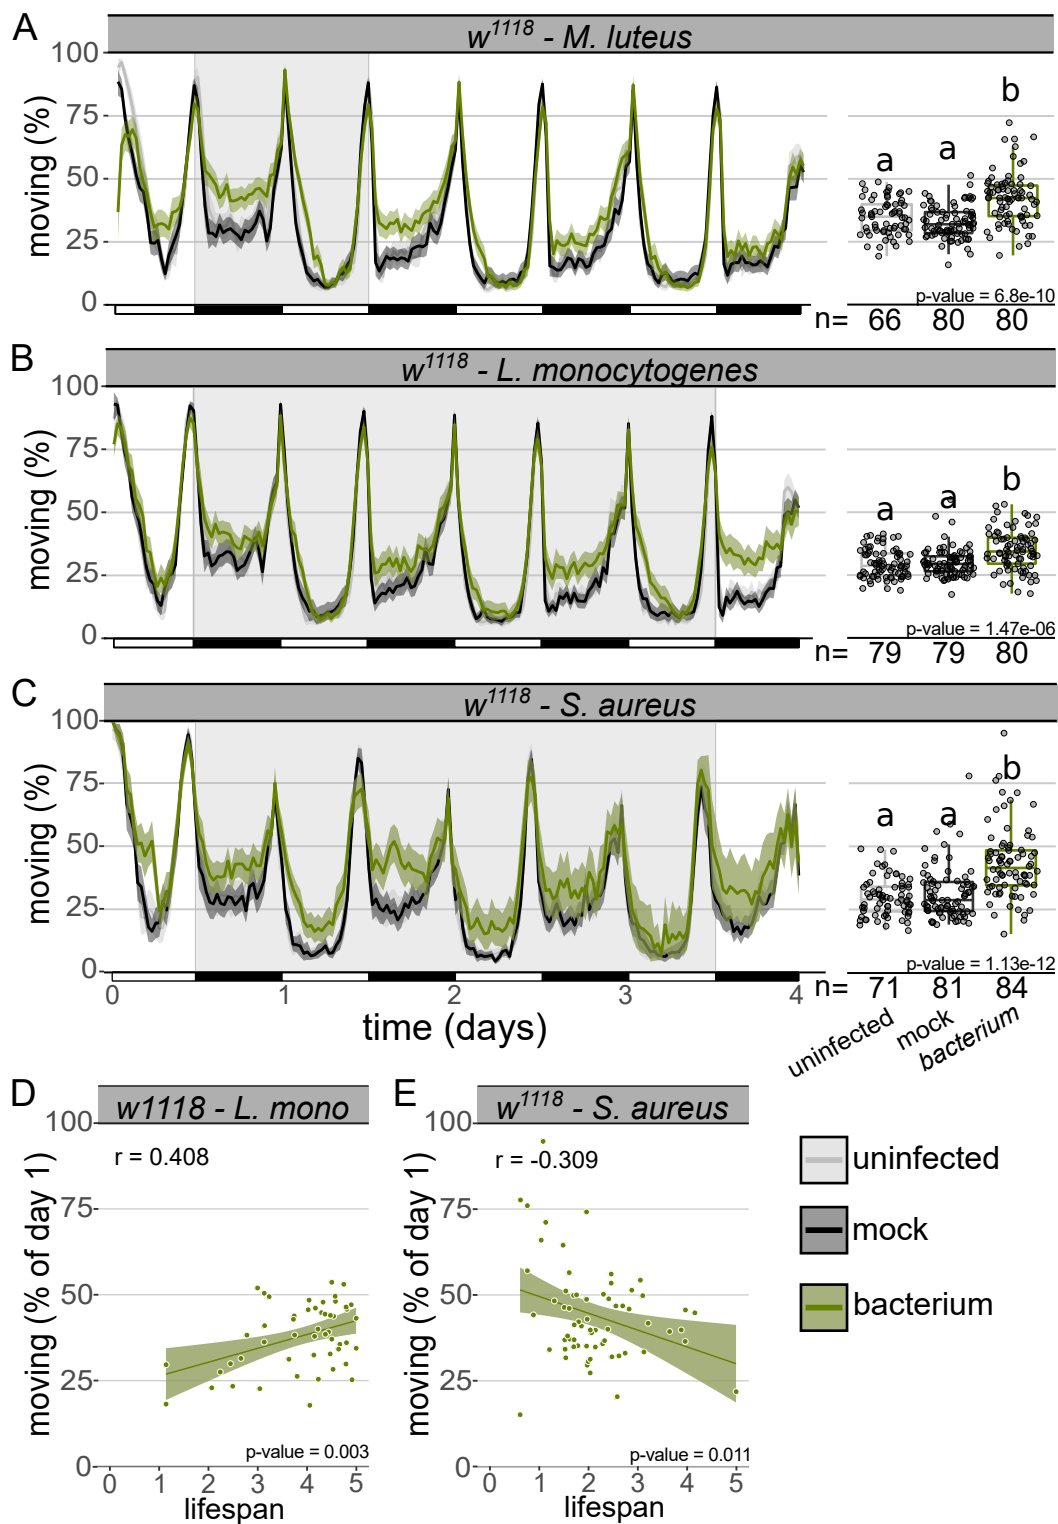 A
w1118 - M. luteus
100
75
50
25
0
moving (%)
a
a
b
p-value = 6.8e-10
n= 66 80 80
B
w1118 - L. monocytogenes
100
75
50
25
0
moving (%)
a
a
b
p-value = 1.47e-06
n= 79 79 80
C
w1118 - S. aureus
100
75
50
25
0
moving (%)
a
a
b
p-value = 1.13e-12
n= 71 81 84
0 1 2 3 4
time (days)
uninfected
mock
bacterium
D
w1118 - L. mono
100
75
50
25
0
moving (% of day 1)
r = 0.408
p-value = 0.003
0 1 2 3 4 5
lifespan
E
w1118 - S. aureus
100
75
50
25
0
moving (% of day 1)
r = -0.309
p-value = 0.011
0 1 2 3 4 5
lifespan
uninfected
mock
bacterium